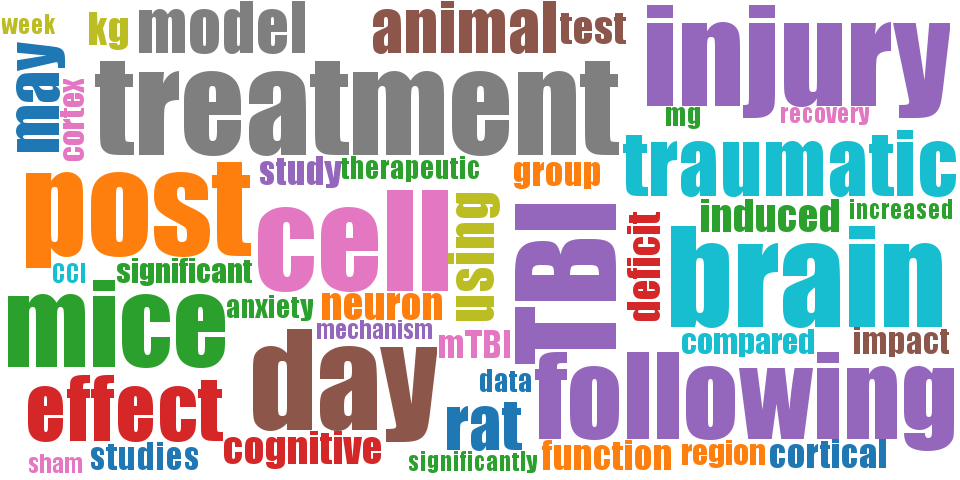 week
kg
model
animal
test
injury
may
cortex
treatment
mg
recovery
study
therapeutic
group
traumatic
post
cell
using
TBI
deficit
induced
increased
brain
CCI
significant
mice
anxiety
neuron
mechanism
mTBI
compared
impact
day
effect
data
following
rat
cognitive
sham
studies
significantly
function
region
cortical